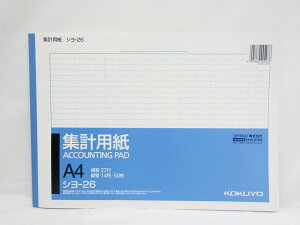 集計用紙 シヨ-26
集計用紙
ACCOUNTING PAD
A4
横罫 27行
縦罫 14列・50枚
シヨ-26
KOKUYO